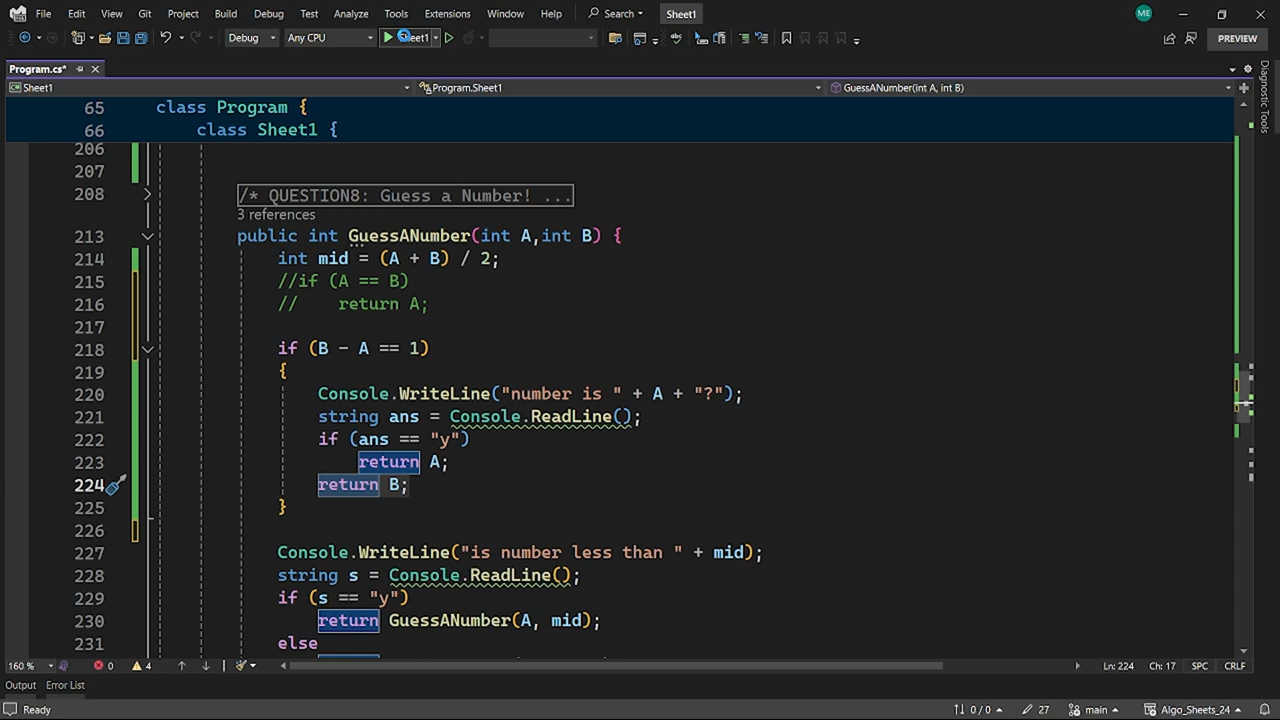 File Edit View Git Project Build Debug Test Analyze Tools Extensions Window Help Search Sheet1 ME
Debug Any CPU Sheet1 PREVIEW
Program.cs*
Sheet1 Program.Sheet1 GuessANumber(int A, int B)
Diagnostic Tools
65 class Program {
66 class Sheet1 {
206
207
208 /* QUESTION8: Guess a Number! ...
3 references
213 public int GuessANumber(int A,int B) {
214 int mid = (A + B) / 2;
215 //if (A == B)
216 // return A;
217
218 if (B - A == 1)
219 {
220 Console.WriteLine("number is " + A + "?");
221 string ans = Console.ReadLine();
222 if (ans == "y")
223 return A;
224 return B;
225 }
226
227 Console.WriteLine("is number less than " + mid);
228 string s = Console.ReadLine();
229 if (s == "y")
230 return GuessANumber(A, mid);
231 else
160 % 0 4 Ln: 224 Ch: 17 SPC CRLF
Output Error List
Ready 0 / 0 27 main Algo_Sheets_24